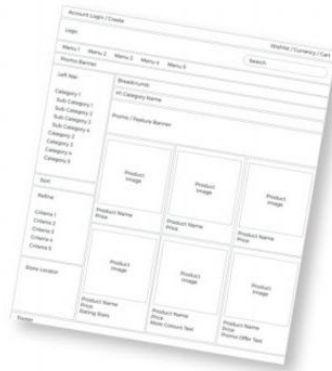 Account Login / Create
Wishlist / Currency / Cart
Logo
Search
Menu 1 Menu 2 Menu 3 Menu 4 Menu 5
Promo Banner
Left Nav
Category 1
Sub Category 1
Sub Category 2
Sub Category 3
Sub Category 4
Category 2
Category 3
Category 4
Category 5
Sort
Refine
Criteria 1
Criteria 2
Criteria 3
Criteria 4
Criteria 5
Store Locator
Breadcrumb
H1 Category Name
Promo / Feature Banner
Product
Image
Product Name
Price
Product
Image
Product Name
Price
Product
Image
Product Name
Price
Product
Image
Product Name
Price
Rating Stars
Product
Image
Product Name
Price
More Colours Text
Product
Image
Product Name
Price
Promo Offer Text
Footer